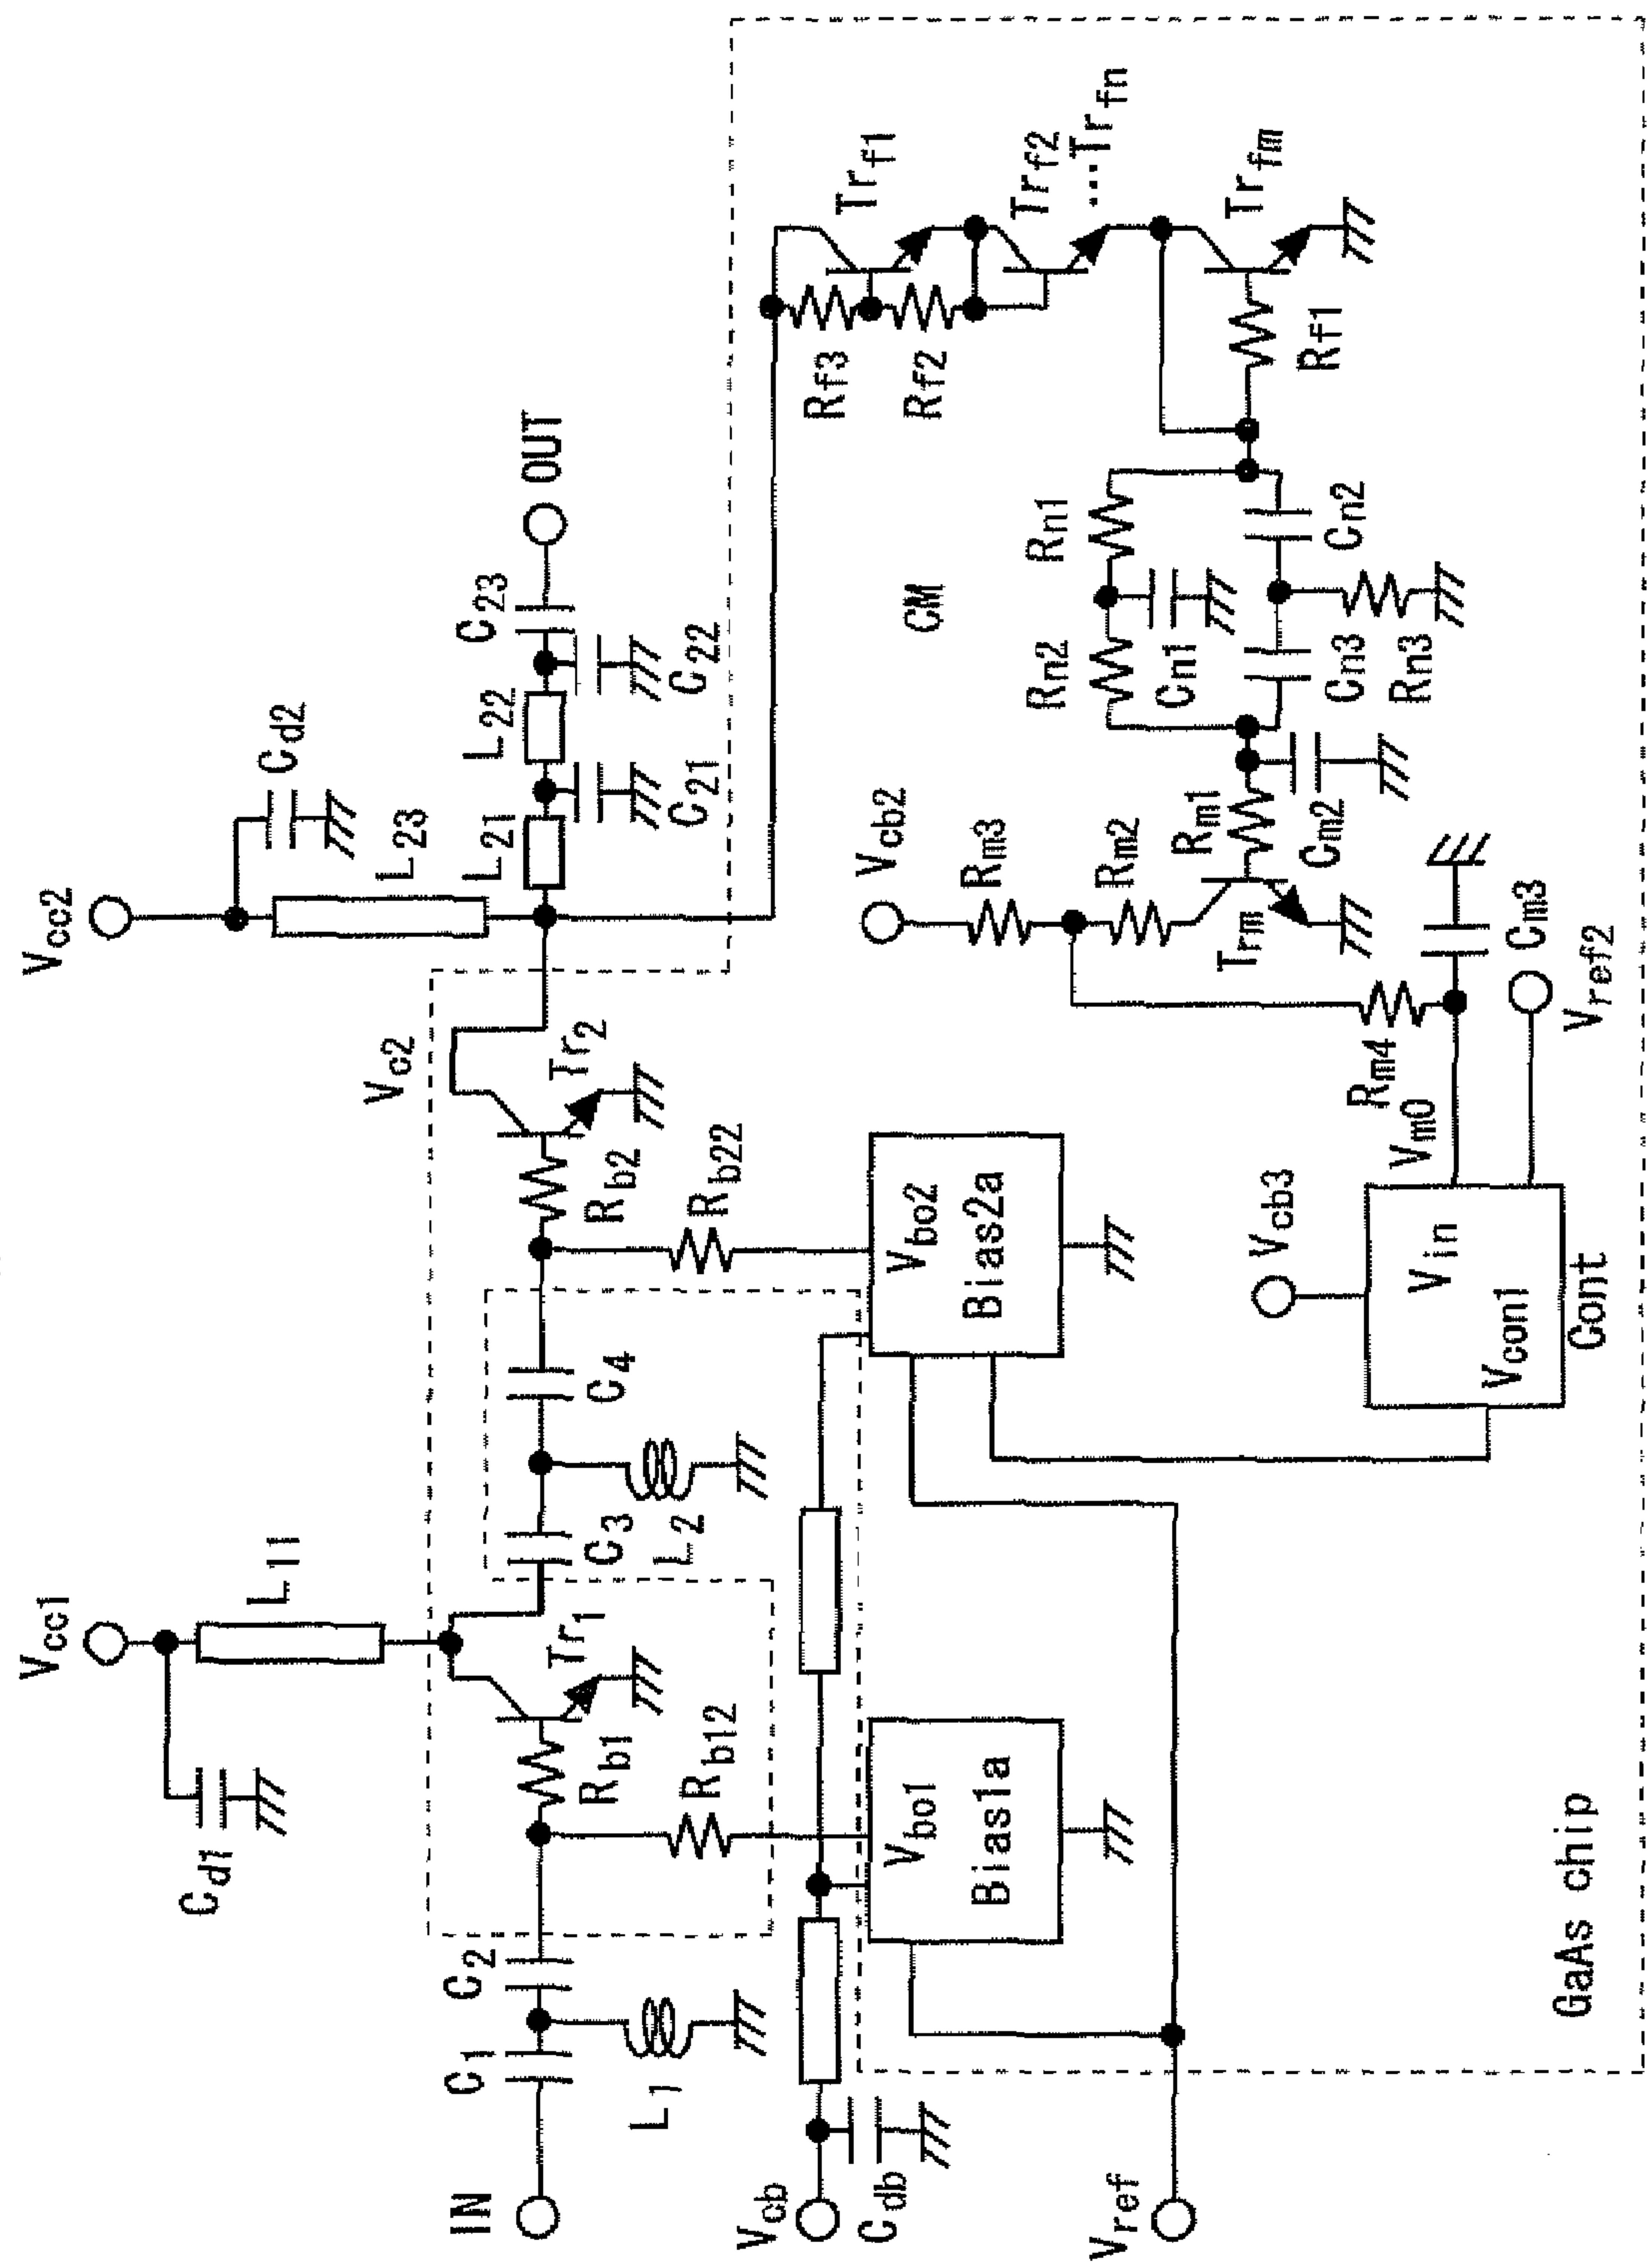 Vcc1
Vcc2
L11
Cd1
Cd2
L23
L21
L22
C23
OUT
C21
C22
Vc2
IN
C1
C2
L1
Rb1
Tr1
Rb12
C3
L2
C4
Rb2
Tr2
Rb22
Vcb
Cdb
Vbo1
Bias1a
Vbo2
Bias2a
Vref
Vcb2
Rm3
Rm2
Rm1
Trm
Cm2
CM
Rn2
Rn1
Cn1
Cn3
Cn2
Rn3
Rf3
Rf2
Trf1
Trf2
...Trfn
Trfm
Rf1
Rm4
Vm0
Cm3
Vref2
Vcb3
Vin
Vcon1
Cont
GaAs chip